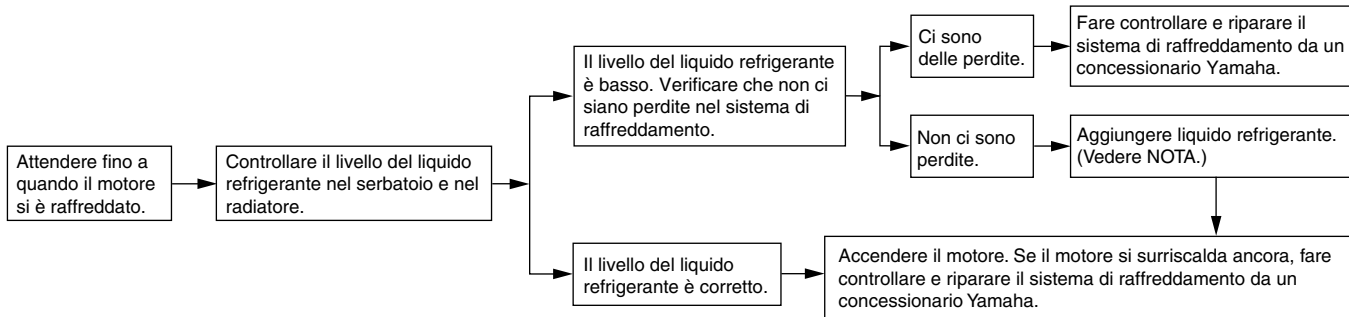 Attendere fino a
quando il motore
si è raffreddato.
Controllare il livello del liquido
refrigerante nel serbatoio e nel
radiatore.
Il livello del liquido refrigerante
è basso. Verificare che non ci
siano perdite nel sistema di
raffreddamento.
Ci sono
delle perdite.
Fare controllare e riparare il
sistema di raffreddamento da un
concessionario Yamaha.
Non ci sono
perdite.
Aggiungere liquido refrigerante.
(Vedere NOTA.)
Il livello del liquido
refrigerante è corretto.
Accendere il motore. Se il motore si surriscalda ancora, fare
controllare e riparare il sistema di raffreddamento da un
concessionario Yamaha.